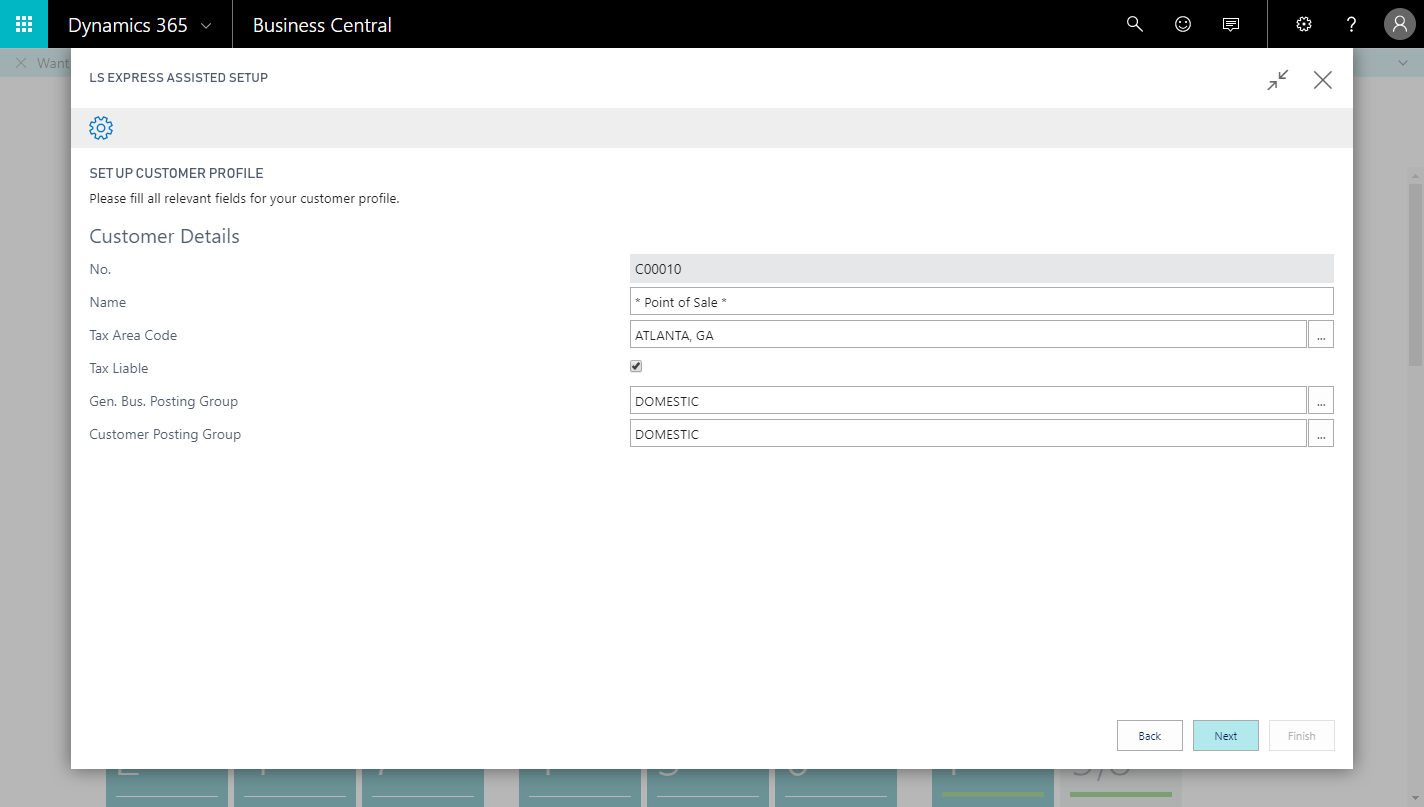 Dynamics 365 Business Central ?
Want
LS EXPRESS ASSISTED SETUP
SET UP CUSTOMER PROFILE
Please fill all relevant fields for your customer profile.
Customer Details
No. C00010
Name * Point of Sale *
Tax Area Code ATLANTA, GA ...
Tax Liable
Gen. Bus. Posting Group DOMESTIC ...
Customer Posting Group DOMESTIC ...
Back Next Finish